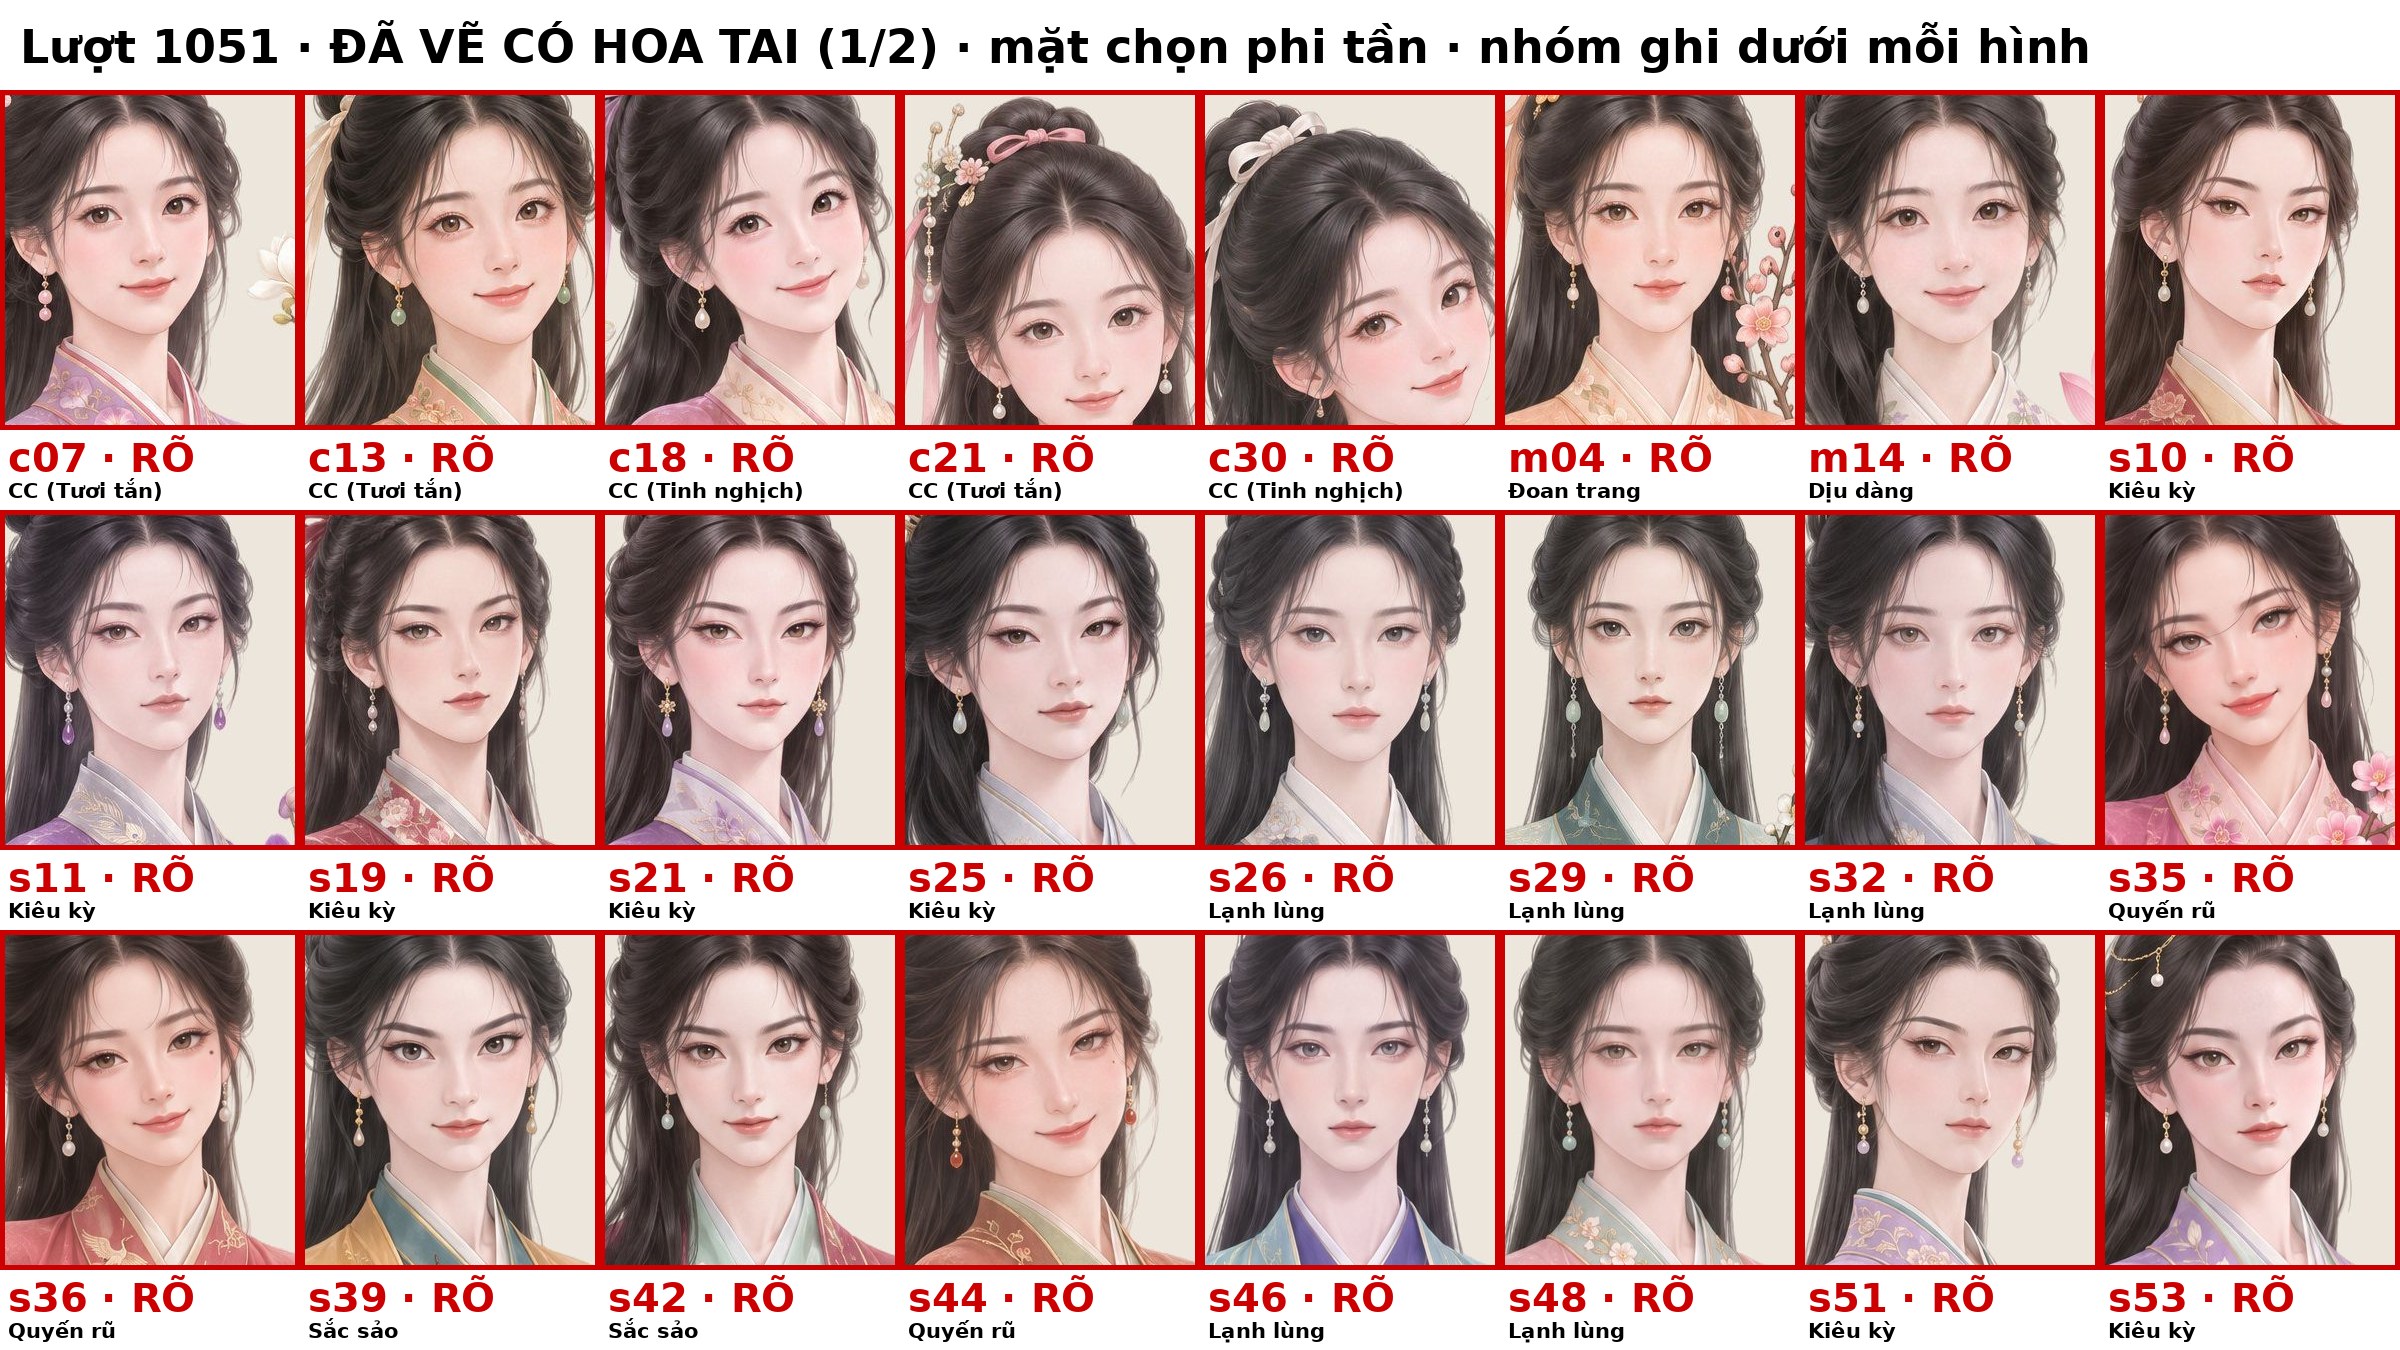 Lượt 1051 · ĐÃ VẼ CÓ HOA TAI (1/2) · mặt chọn phi tần · nhóm ghi dưới mỗi hình
c07 · RÕ
CC (Tươi tắn)
c13 · RÕ
CC (Tươi tắn)
c18 · RÕ
CC (Tinh nghịch)
c21 · RÕ
CC (Tươi tắn)
c30 · RÕ
CC (Tinh nghịch)
m04 · RÕ
Đoan trang
m14 · RÕ
Dịu dàng
s10 · RÕ
Kiêu kỳ
s11 · RÕ
Kiêu kỳ
s19 · RÕ
Kiêu kỳ
s21 · RÕ
Kiêu kỳ
s25 · RÕ
Kiêu kỳ
s26 · RÕ
Lạnh lùng
s29 · RÕ
Lạnh lùng
s32 · RÕ
Lạnh lùng
s35 · RÕ
Quyến rũ
s36 · RÕ
Quyến rũ
s39 · RÕ
Sắc sảo
s42 · RÕ
Sắc sảo
s44 · RÕ
Quyến rũ
s46 · RÕ
Lạnh lùng
s48 · RÕ
Lạnh lùng
s51 · RÕ
Kiêu kỳ
s53 · RÕ
Kiêu kỳ